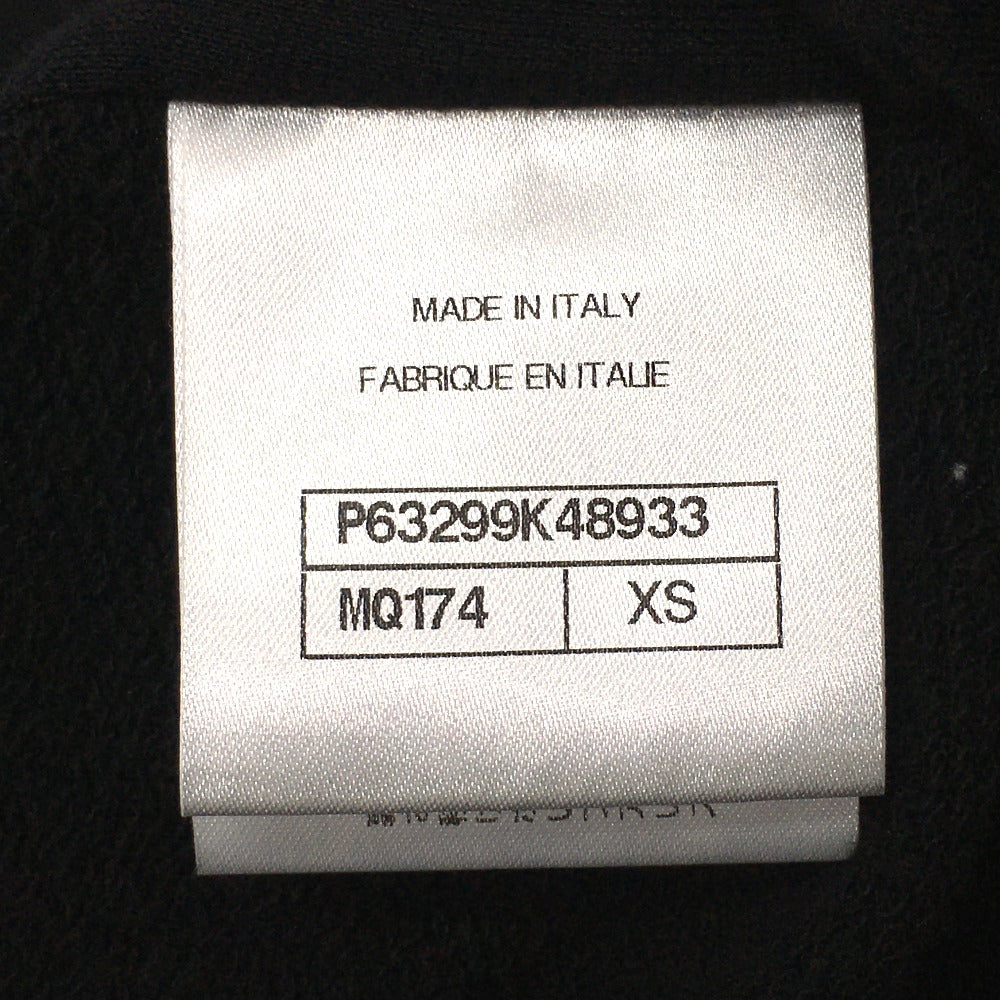 MADE IN ITALY
FABRIQUE EN ITALIE
P63299K48933
MQ174 XS